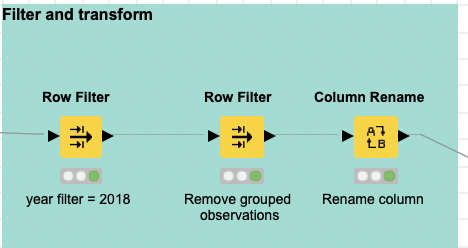 Filter and transform
Row Filter
Row Filter
Column Rename
A
B
year filter = 2018
Remove grouped
observations
Rename column